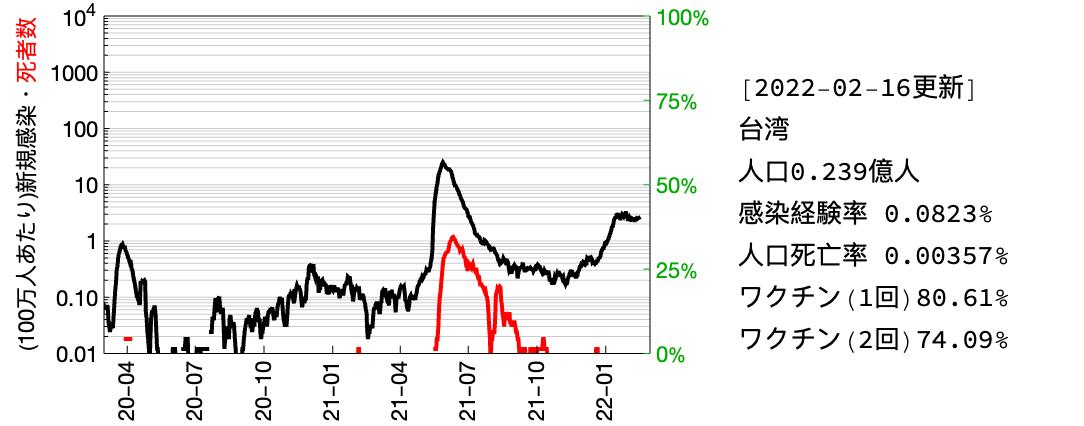 (100万人あたり)新規感染・死者数
10^4
1000
100
10
1
0.10
0.01
100%
75%
50%
25%
0%
20-04
20-07
20-10
21-01
21-04
21-07
21-10
22-01
[2022-02-16更新]
台湾
人口0.239億人
感染経験率 0.0823%
人口死亡率 0.00357%
ワクチン(1回)80.61%
ワクチン(2回)74.09%